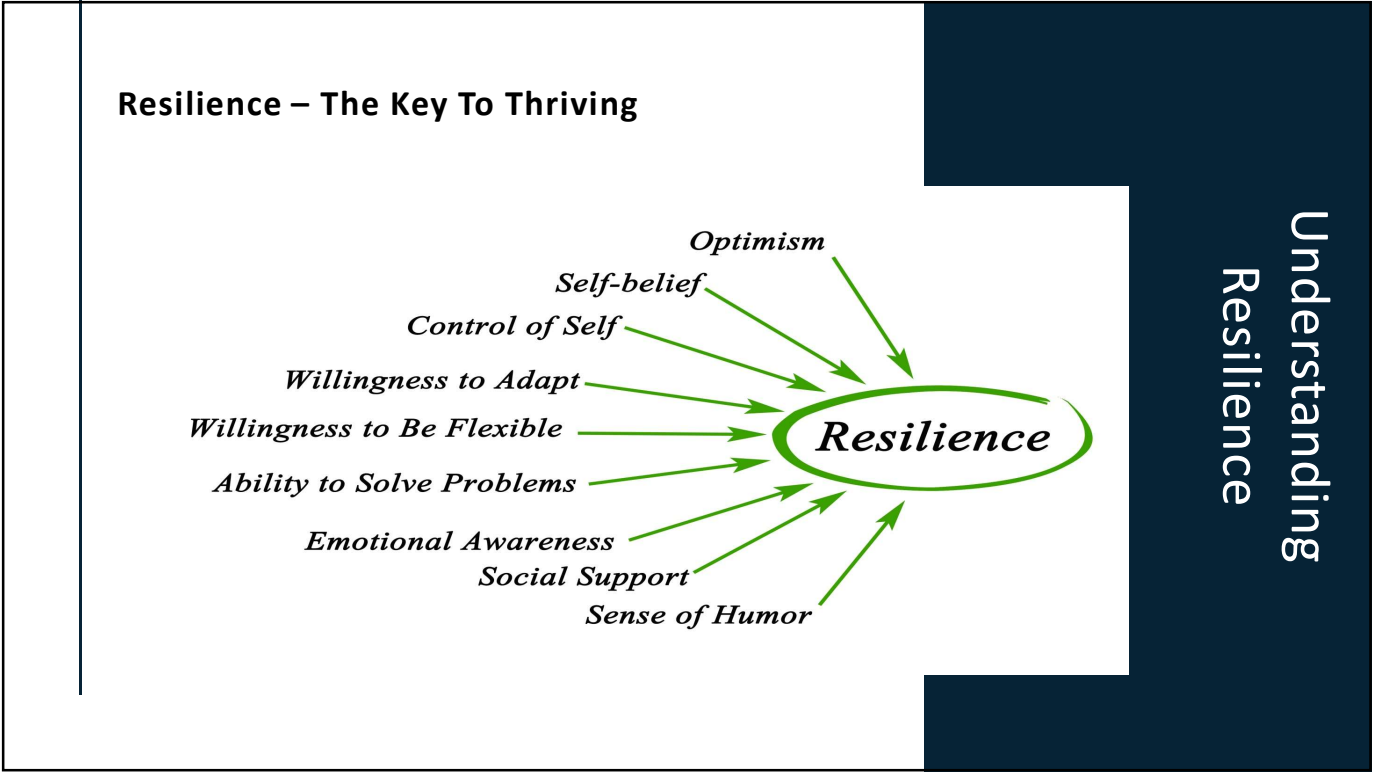 Resilience – The Key To Thriving
Optimism
Self-belief
Control of Self
Willingness to Adapt
Willingness to Be Flexible
Ability to Solve Problems
Emotional Awareness
Social Support
Sense of Humor
Resilience
Understanding
Resilience